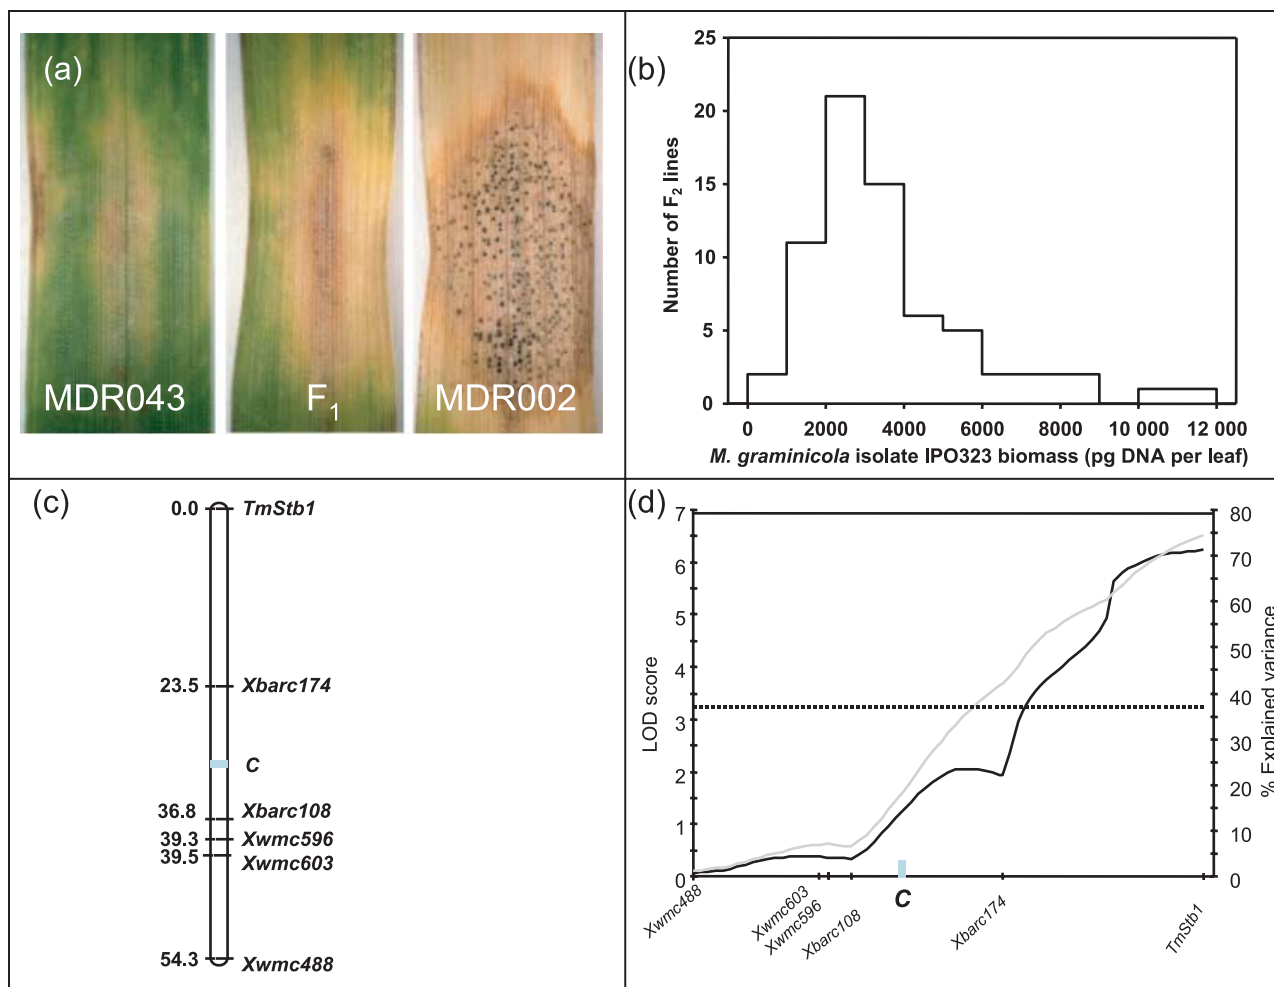 (a)
MDR043
F1
MDR002
(b)
25
20
15
10
5
0
Number of F2 lines
0 2000 4000 6000 8000 10 000 12 000
M. graminicola isolate IPO323 biomass (pg DNA per leaf)
(c)
0.0 TmStb1
23.5 Xbarc174
C
36.8 Xbarc108
39.3 Xwmc596
39.5 Xwmc603
54.3 Xwmc488
(d)
7
6
5
4
3
2
1
0
LOD score
80
70
60
50
40
30
20
10
0
% Explained variance
Xwmc488
Xwmc603
Xwmc596
Xbarc108
C
Xbarc174
TmStb1